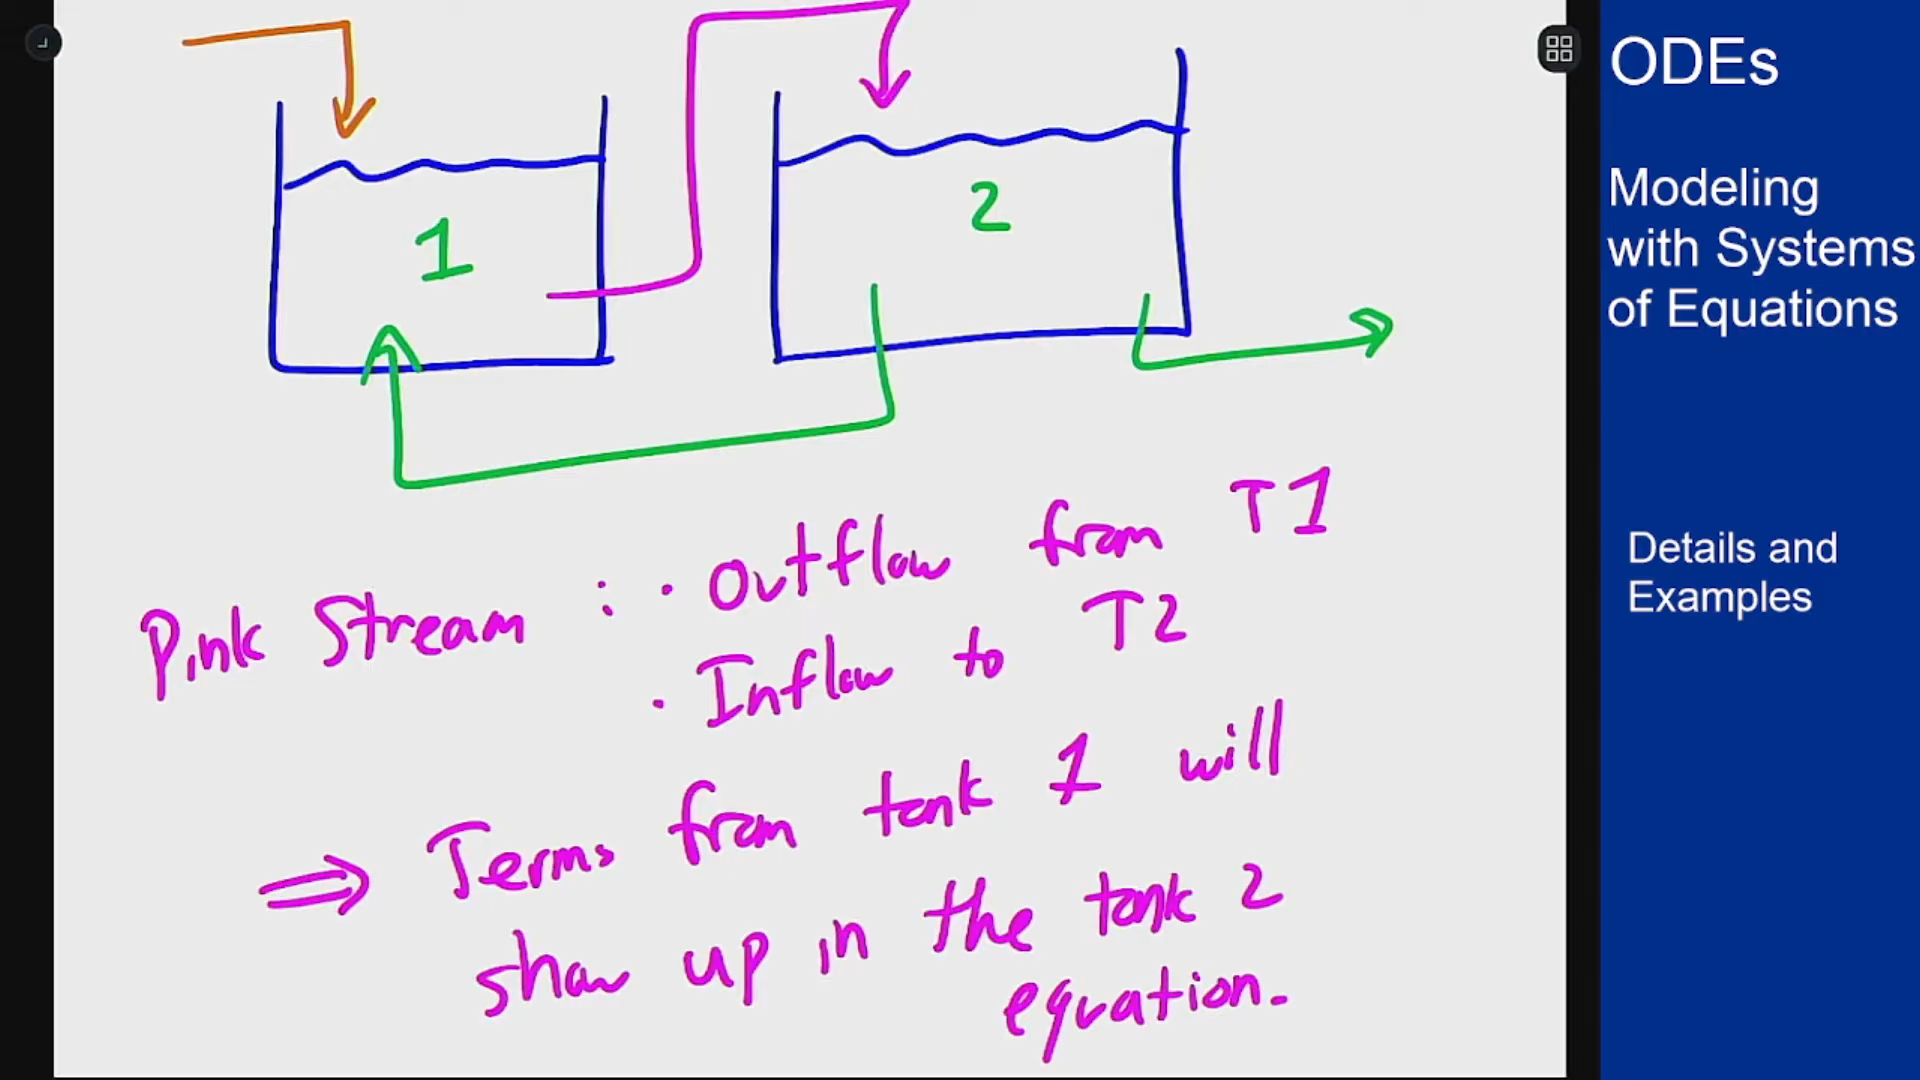 1
2
Pink Stream : • Outflow from T1
• Inflow to T2
⇒ Terms from tank 1 will
show up in the tank 2
equation.
ODEs
Modeling
with Systems
of Equations
Details and
Examples